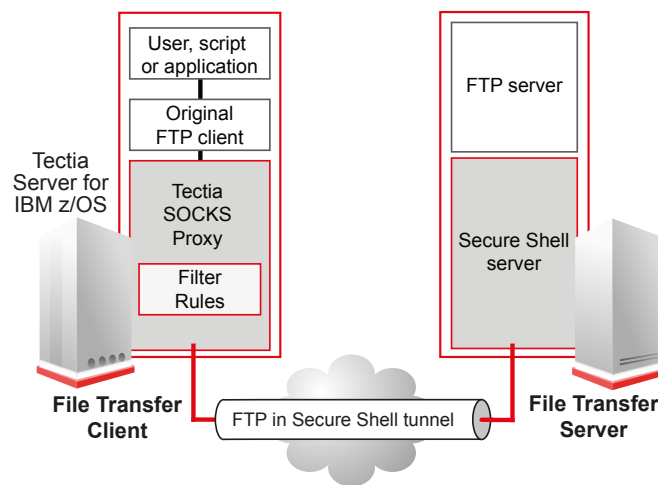 User, script
or application
Original
FTP client
Tectia
Server for
IBM z/OS
Tectia
SOCKS
Proxy
Filter
Rules
File Transfer
Client
FTP server
Secure Shell
server
FTP in Secure Shell tunnel
File Transfer
Server